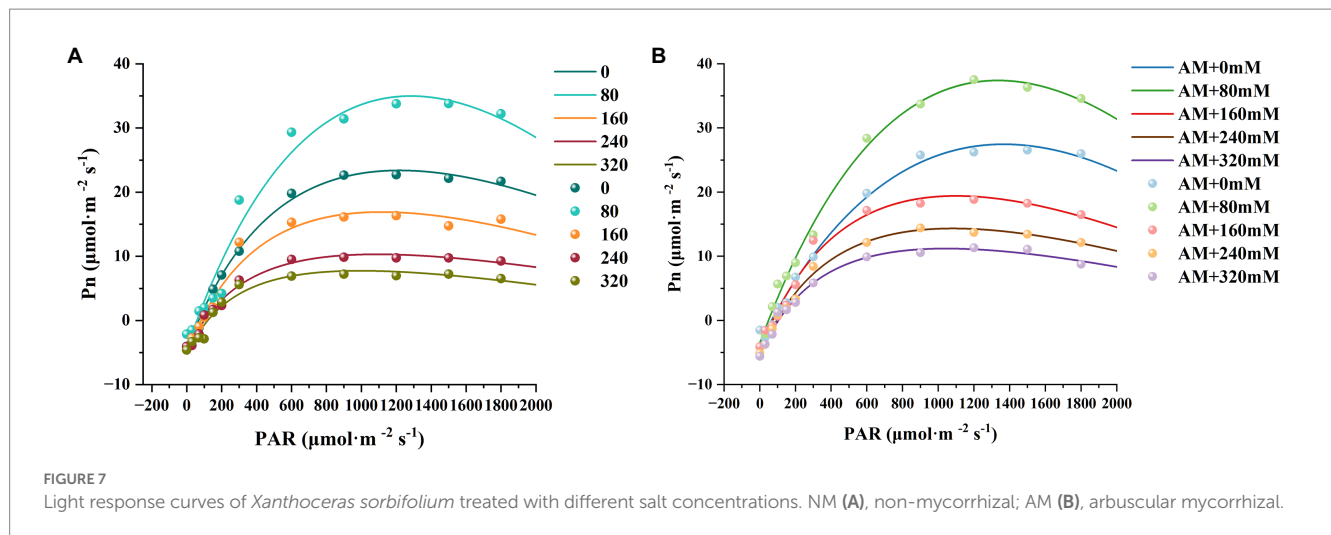 A
40
30
20
10
0
−10
Pn (μmol·m⁻² s⁻¹)
−200 0 200 400 600 800 1000 1200 1400 1600 1800 2000
PAR (μmol·m⁻² s⁻¹)
0
80
160
240
320
0
80
160
240
320
B
40
30
20
10
0
−10
Pn (μmol·m⁻² s⁻¹)
−200 0 200 400 600 800 1000 1200 1400 1600 1800 2000
PAR (μmol·m⁻² s⁻¹)
AM+0mM
AM+80mM
AM+160mM
AM+240mM
AM+320mM
AM+0mM
AM+80mM
AM+160mM
AM+240mM
AM+320mM
FIGURE 7
Light response curves of Xanthoceras sorbifolium treated with different salt concentrations. NM (A), non-mycorrhizal; AM (B), arbuscular mycorrhizal.